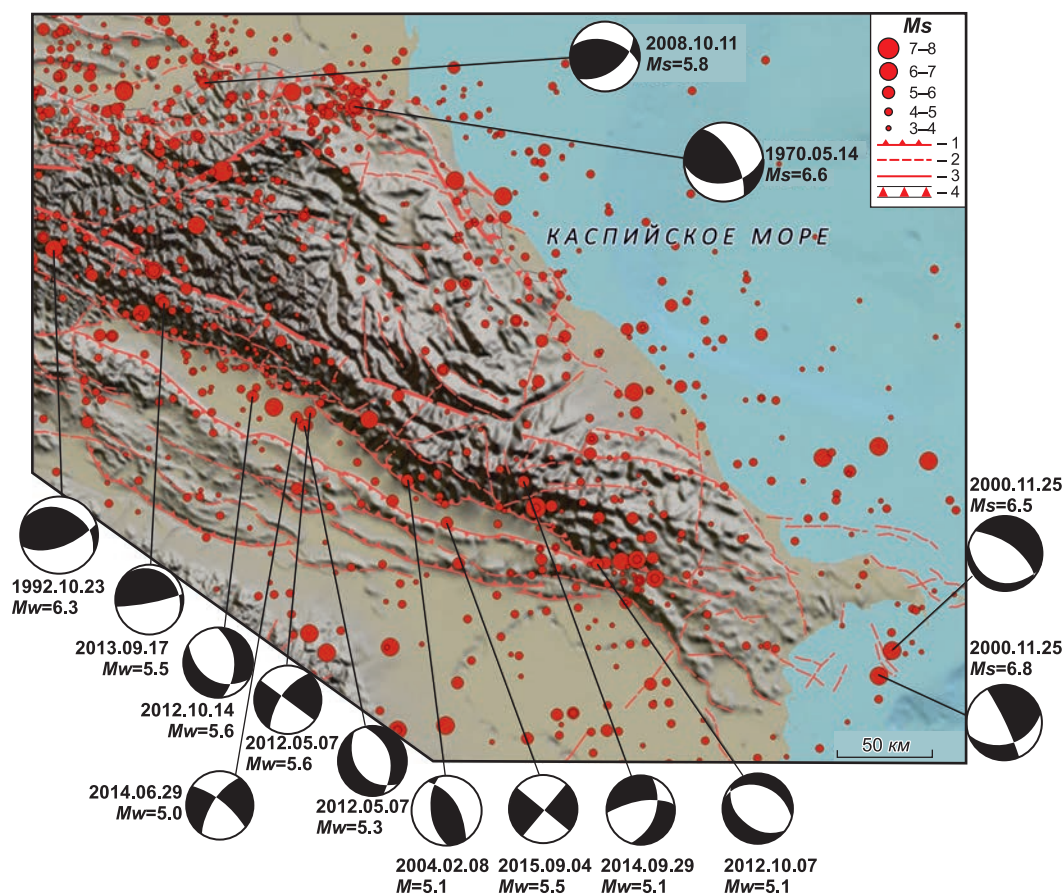 2008.10.11
Ms=5.8
1970.05.14
Ms=6.6
Ms
7–8
6–7
5–6
4–5
3–4
– 1
– 2
– 3
– 4
КАСПИЙСКОЕ МОРЕ
2000.11.25
Ms=6.5
2000.11.25
Ms=6.8
50 км
1992.10.23
Mw=6.3
2013.09.17
Mw=5.5
2012.10.14
Mw=5.6
2012.05.07
Mw=5.6
2014.06.29
Mw=5.0
2012.05.07
Mw=5.3
2004.02.08
M=5.1
2015.09.04
Mw=5.5
2014.09.29
Mw=5.1
2012.10.07
Mw=5.1